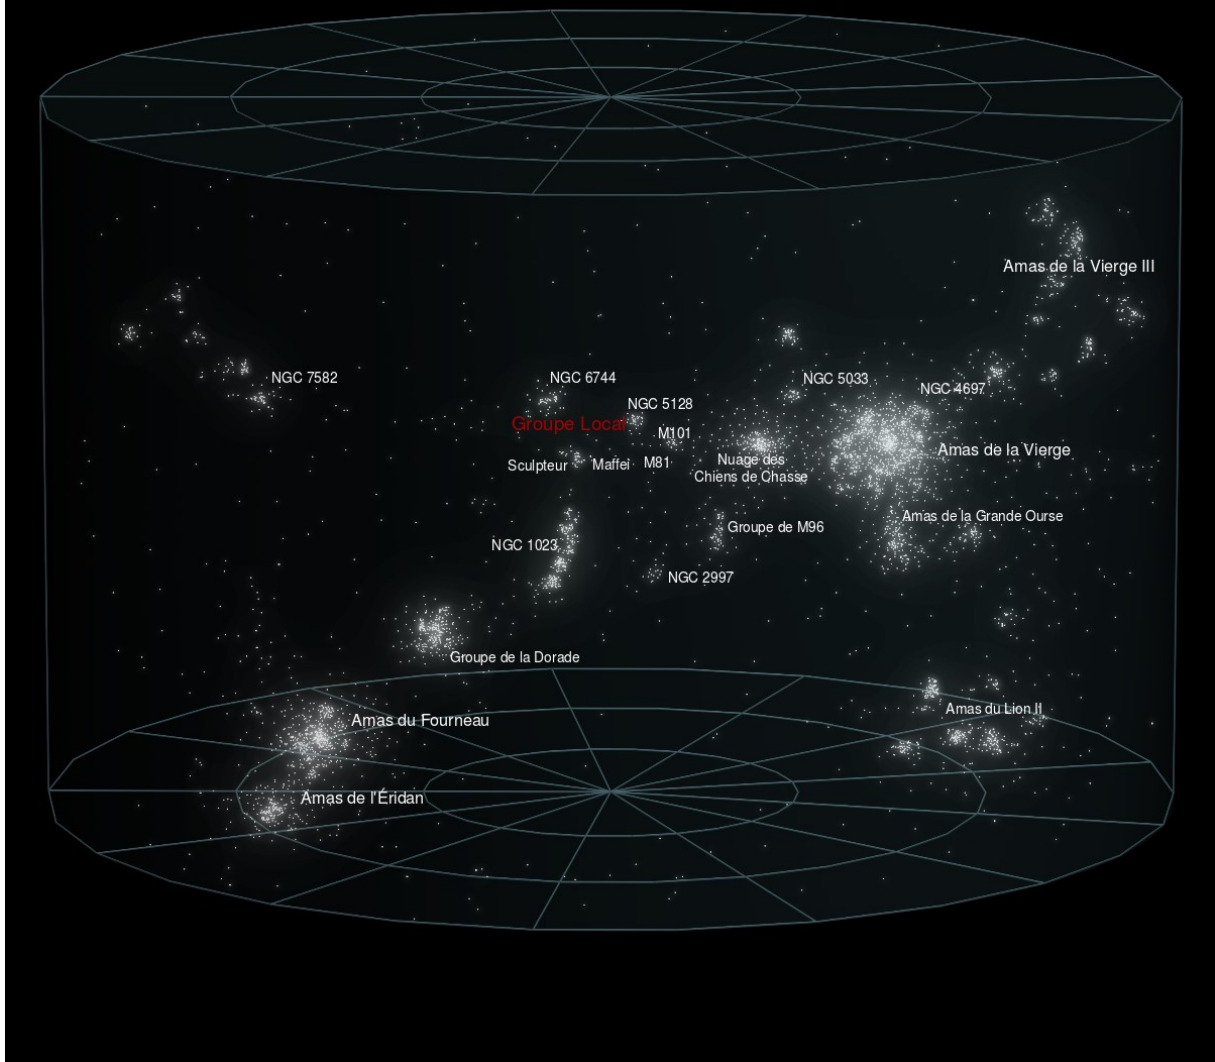 Amas de la Vierge III
NGC 7582
NGC 6744
NGC 5033
NGC 4697
NGC 5128
Groupe Local
M101
Amas de la Vierge
Sculpteur
Maffei
M81
Nuage des
Chiens de Chasse
Amas de la Grande Ourse
Groupe de M96
NGC 1023
NGC 2997
Groupe de la Dorade
Amas du Lion II
Amas du Fourneau
Amas de l'Éridan